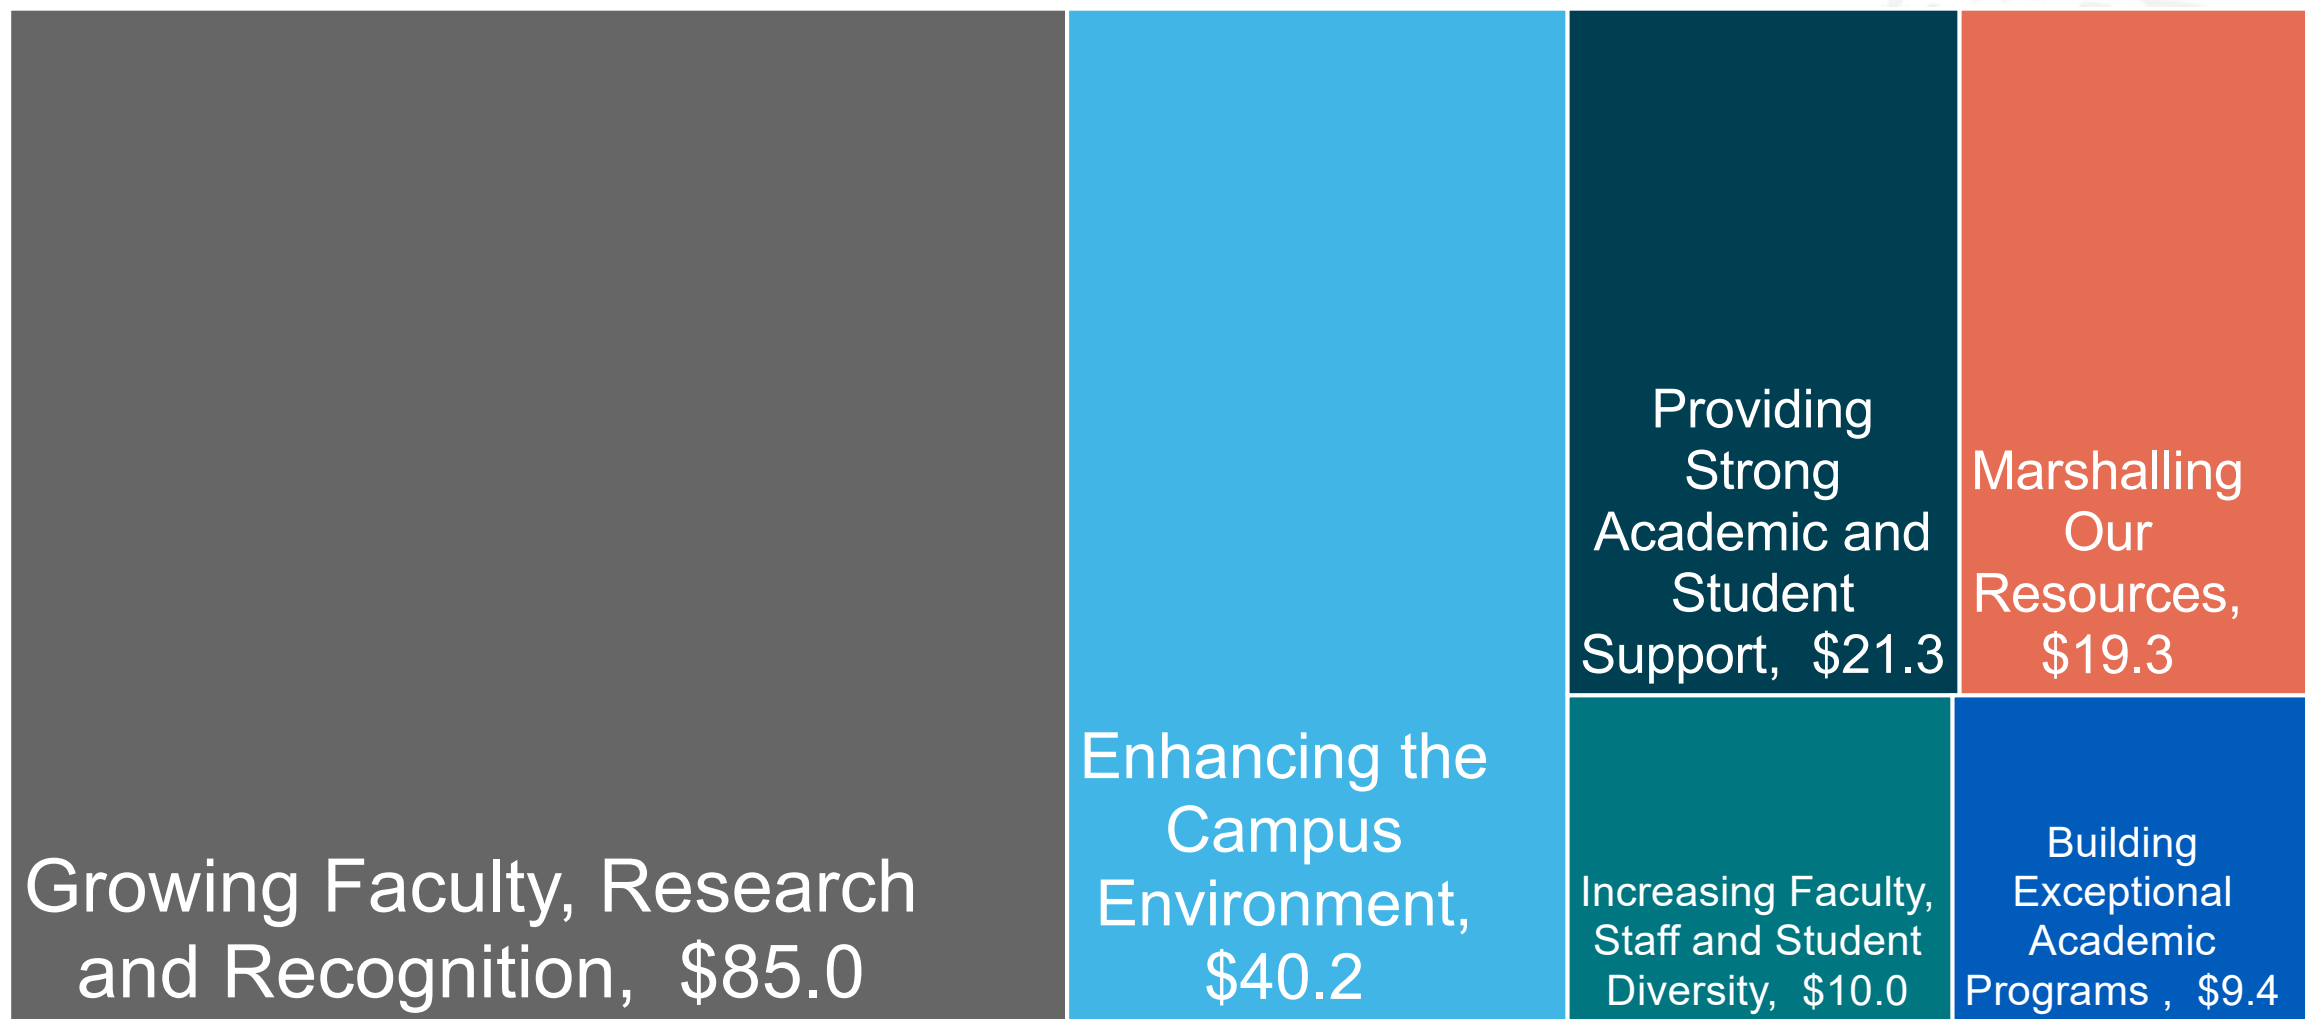 Growing Faculty, Research
and Recognition,  $85.0
Enhancing the
Campus
Environment,
$40.2
Providing
Strong
Academic and
Student
Support,  $21.3
Marshalling
Our
Resources,
$19.3
Increasing Faculty,
Staff and Student
Diversity,  $10.0
Building
Exceptional
Academic
Programs ,  $9.4